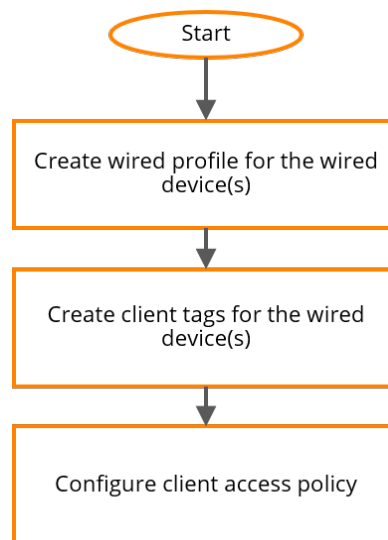 Start
Create wired profile for the wired
device(s)
Create client tags for the wired
device(s)
Configure client access policy